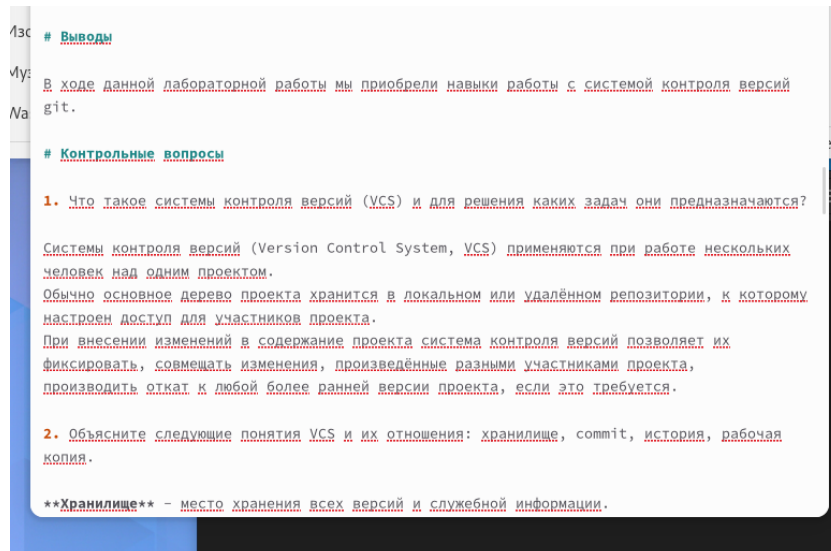 # Выводы
В ходе данной лабораторной работы мы приобрели навыки работы с системой контроля версий
git.
# Контрольные вопросы
1. Что такое системы контроля версий (VCS) и для решения каких задач они предназначаются?
Системы контроля версий (Version Control System, VCS) применяются при работе нескольких
человек над одним проектом.
Обычно основное дерево проекта хранится в локальном или удалённом репозитории, к которому
настроен доступ для участников проекта.
При внесении изменений в содержание проекта система контроля версий позволяет их
фиксировать, совмещать изменения, произведённые разными участниками проекта,
производить откат к любой более ранней версии проекта, если это требуется.
2. Объясните следующие понятия VCS и их отношения: хранилище, commit, история, рабочая
копия.
**Хранилище** – место хранения всех версий и служебной информации.